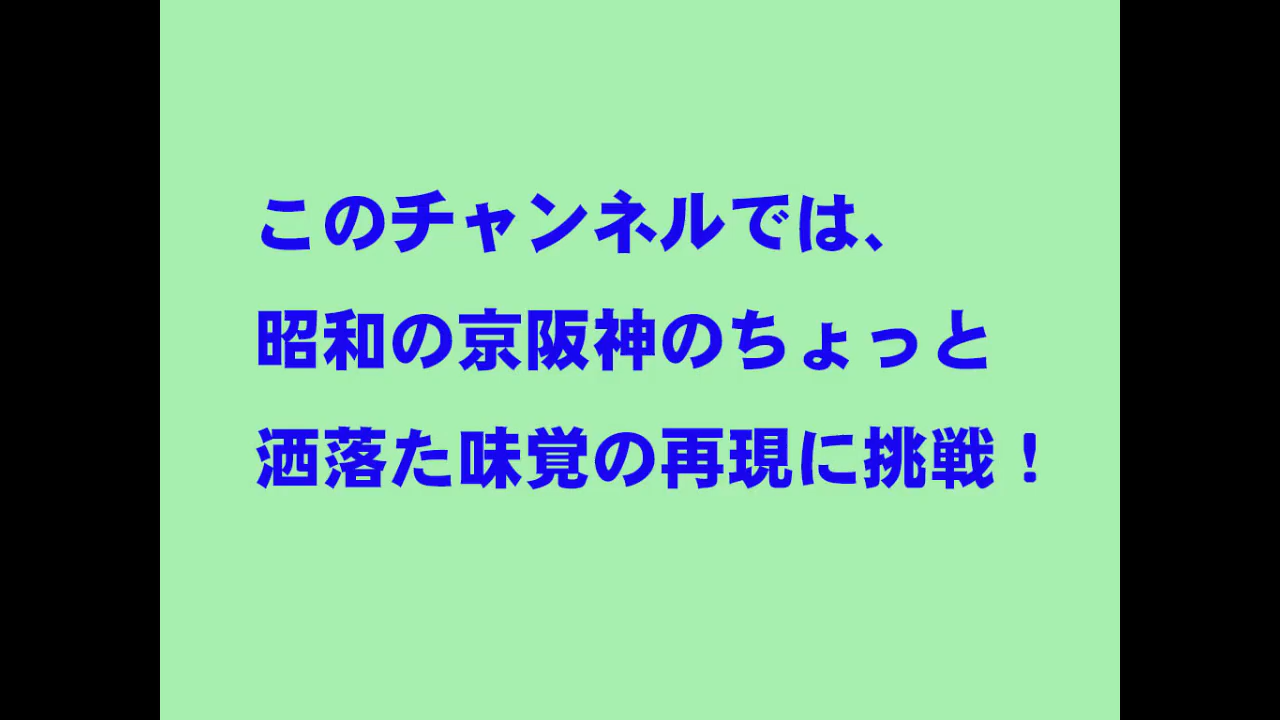 このチャンネルでは、
昭和の京阪神のちょっと
洒落た味覚の再現に挑戦！